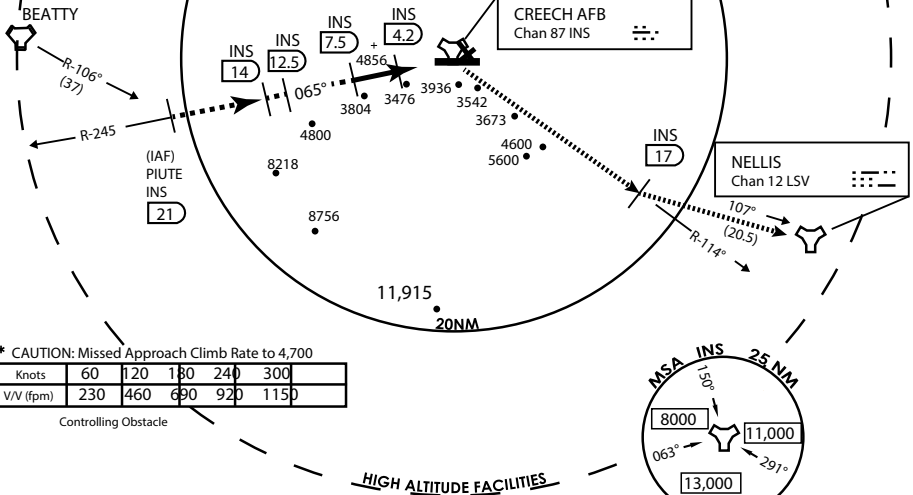 BEATTY
R-106°
(37)
R-245
(IAF)
PIUTE
INS
21
INS
14
INS
12.5
INS
7.5
INS
4.2
065°
+
4856
3804
3476
3936
3542
3673
4600
5600
4800
8218
8756
11,915
20NM
CREECH AFB
Chan 87 INS
INS
17
NELLIS
Chan 12 LSV
107°
(20.5)
R-114°
* CAUTION: Missed Approach Climb Rate to 4,700
Knots 60 120 180 240 300
V/V (fpm) 230 460 690 920 1150
Controlling Obstacle
HIGH ALTITUDE FACILITIES
MSA INS 25 NM
150°
8000
11,000
063°
291°
13,000